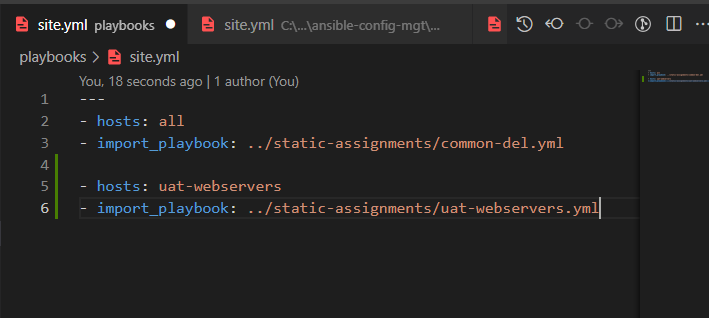 site.yml playbooks
site.yml C:\...\ansible-config-mgt\...
playbooks > site.yml
You, 18 seconds ago | 1 author (You)
1 ---
2 - hosts: all
3 - import_playbook: ../static-assignments/common-del.yml
4
5 - hosts: uat-webservers
6 - import_playbook: ../static-assignments/uat-webservers.yml